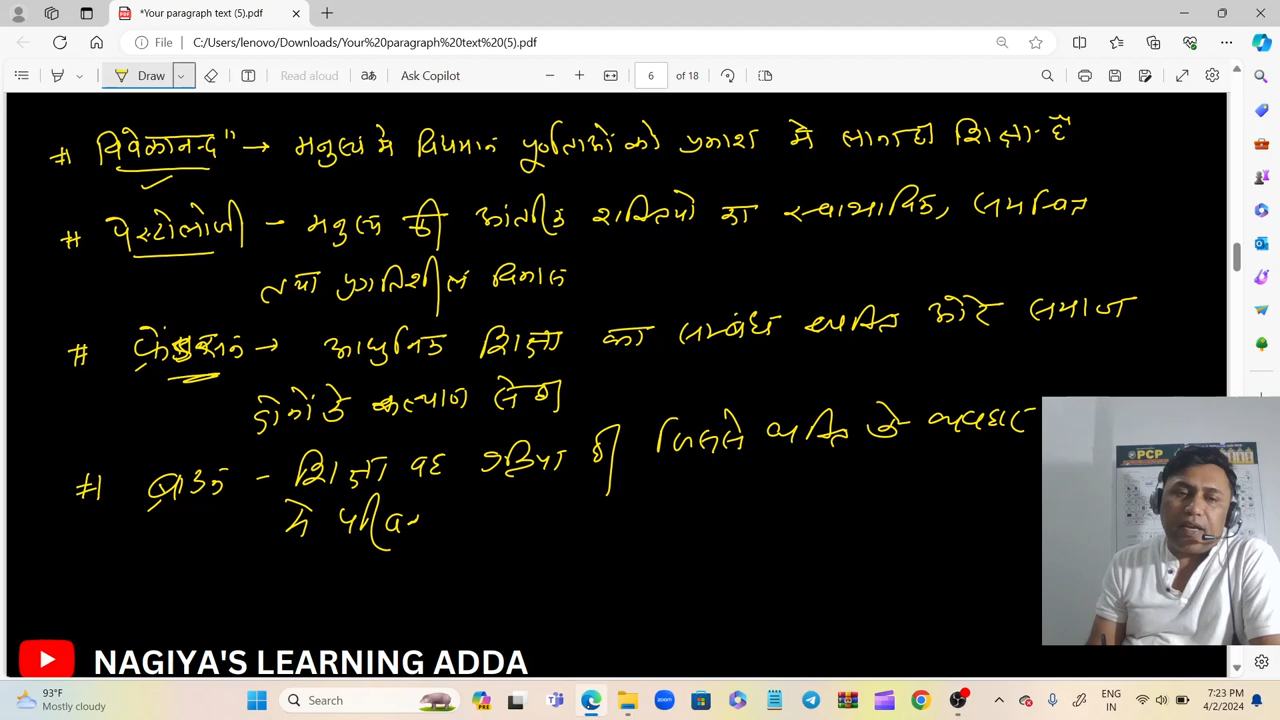 *Your paragraph text (5).pdf
File C:/Users/lenovo/Downloads/Your%20paragraph%20text%20(5).pdf
Draw Read aloud Ask Copilot 6 of 18
# विवेकानन्द" → मनुष्य में विद्यमान पूर्णताओं को प्रकाश में लाना ही शिक्षा है"
# पेस्टोलोजी - मनुष्य की आंतरिक शक्तियों का स्वाभाविक, समन्वित
तथा प्रगतिशील विकास
# → आधुनिक शिक्षा का सम्बंध व्यक्ति और समाज
दोनों के कल्यान से है
# ब्राउन - शिक्षा वह प्रक्रिया है जिससे व्यक्ति के व्यवहार
में परिव
PCP
NAGIYA'S LEARNING ADDA
93°F
Mostly cloudy
Search
ENG
IN
7:23 PM
4/2/2024